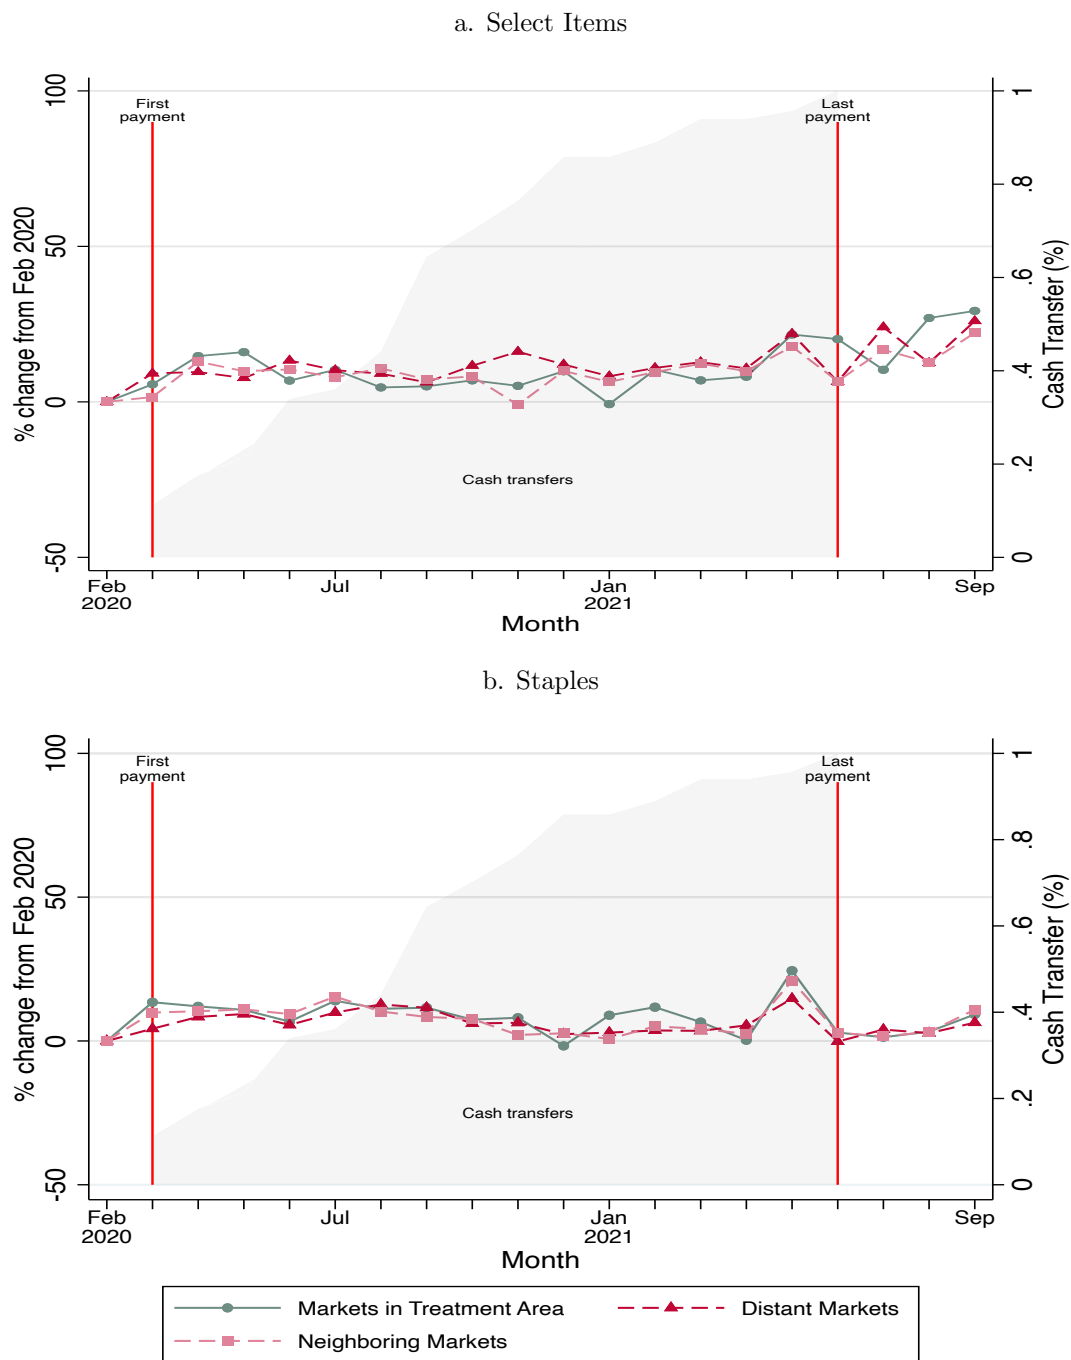 a. Select Items
First
payment
Last
payment
100
50
0
-50
% change from Feb 2020
1
.8
.6
.4
.2
0
Cash Transfer (%)
Cash transfers
Feb
2020
Jul
Jan
2021
Sep
Month
b. Staples
First
payment
Last
payment
100
50
0
-50
% change from Feb 2020
1
.8
.6
.4
.2
0
Cash Transfer (%)
Cash transfers
Feb
2020
Jul
Jan
2021
Sep
Month
Markets in Treatment Area
Distant Markets
Neighboring Markets